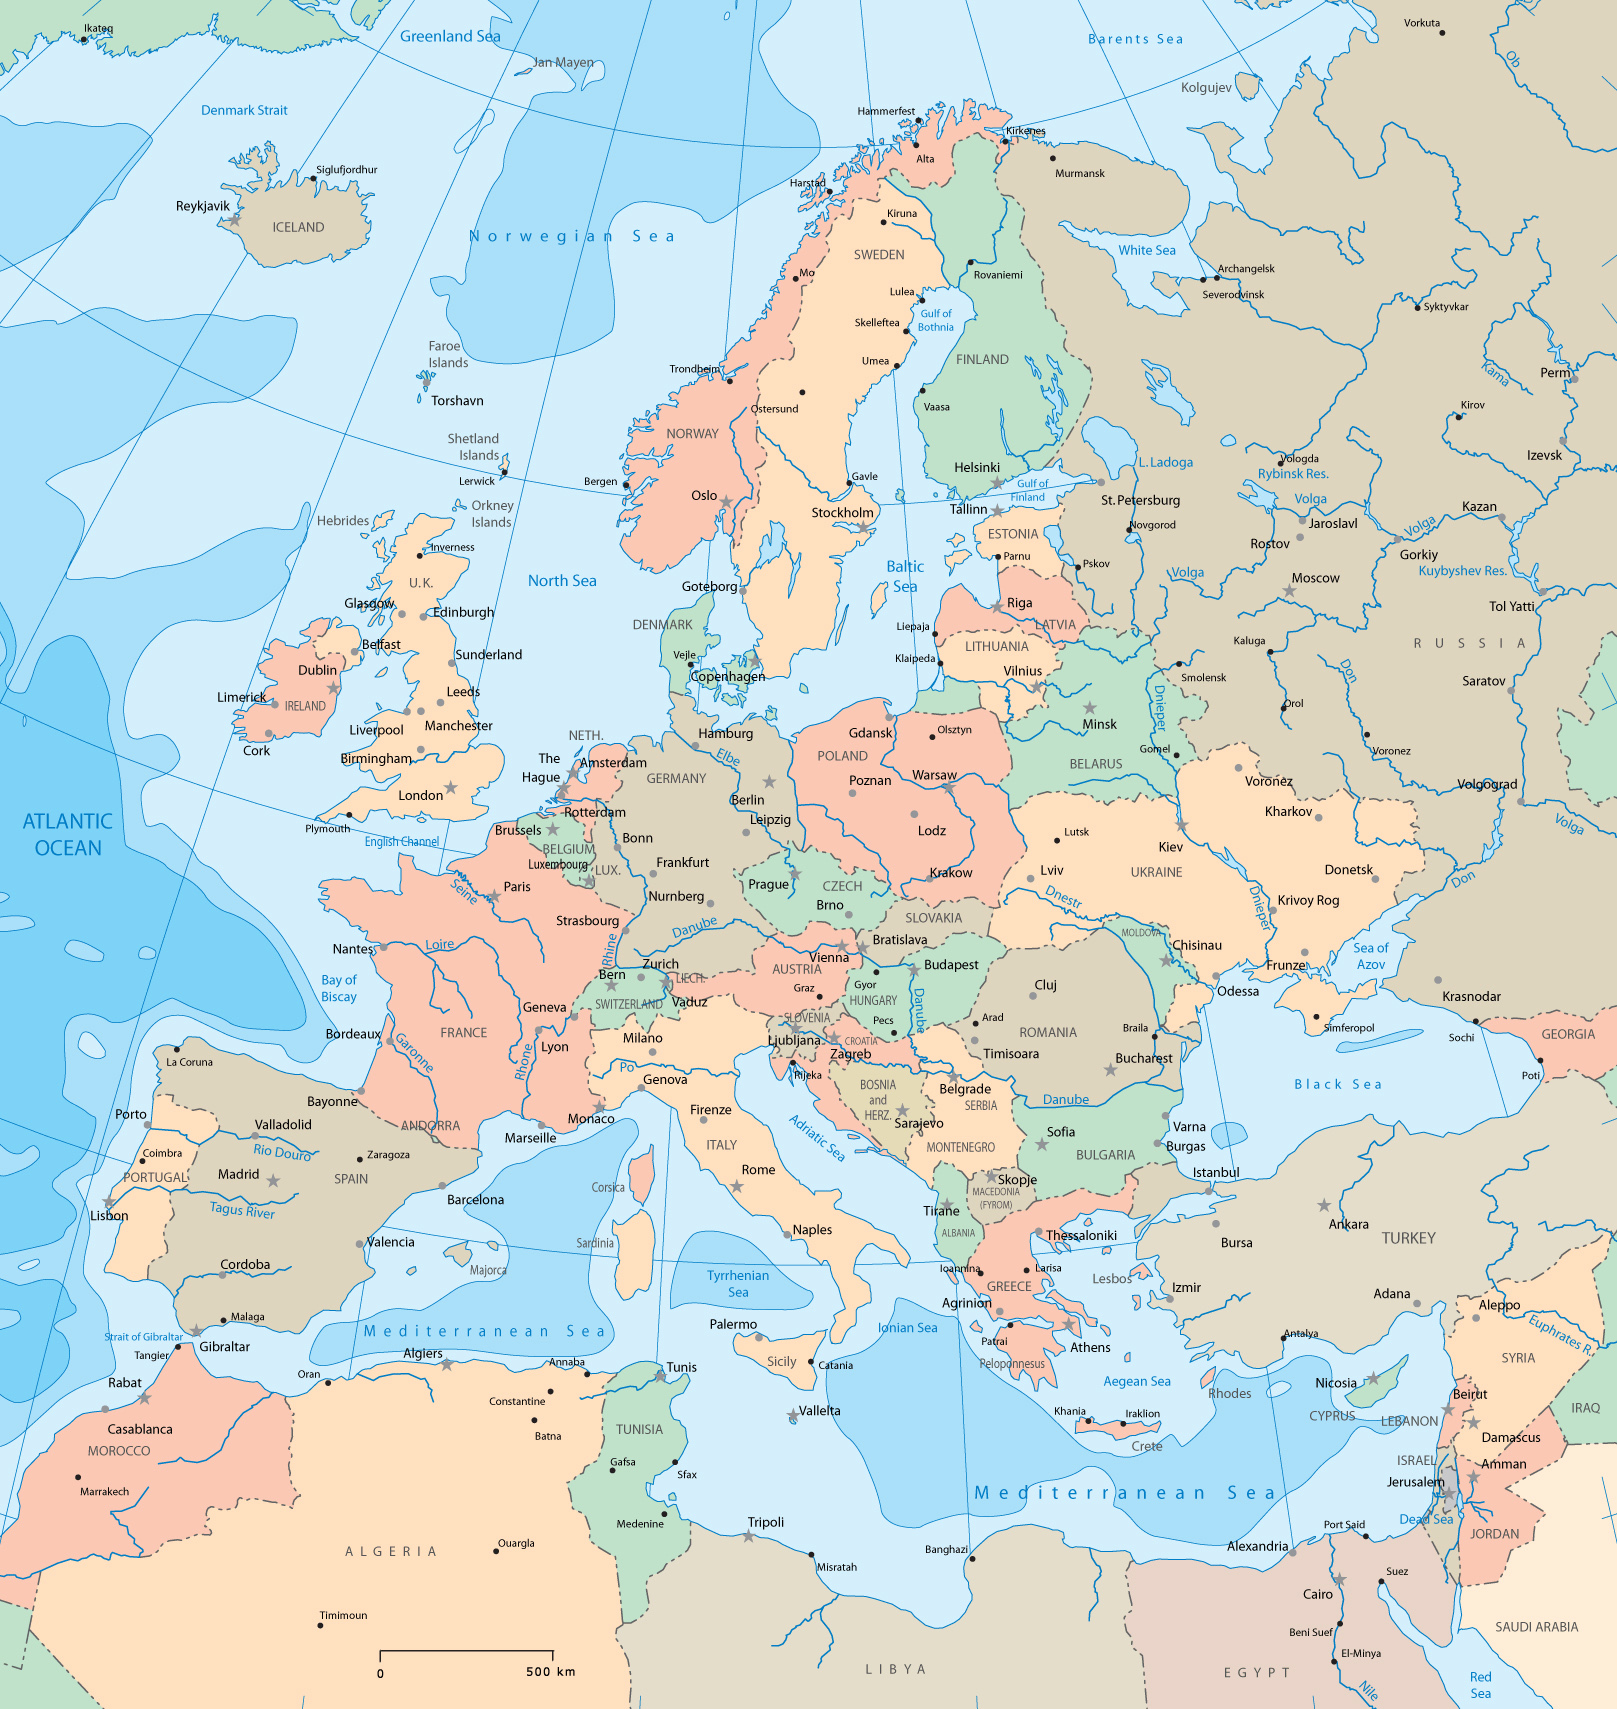 Ikateq
Greenland Sea
Jan Mayen
Barents Sea
Vorkuta
Ob
Denmark Strait
Kolgujev
Hammerfest
Kirkenes
Alta
Murmansk
Siglufjordhur
Reykjavik
ICELAND
Harstad
Kiruna
Norwegian Sea
SWEDEN
White Sea
Archangelsk
Severodvinsk
Mo
Rovaniemi
Lulea
Gulf of
Bothnia
Skelleftea
Syktyvkar
Faroe
Islands
Torshavn
Umea
FINLAND
Trondheim
Kama
Perm
Ostersund
Vaasa
Kirov
NORWAY
Shetland
Islands
Lerwick
Bergen
Izevsk
Helsinki
L. Ladoga
Vologda
Rybinsk Res.
Gavle
Oslo
Gulf of
Finland
St. Petersburg
Volga
Orkney
Islands
Hebrides
Stockholm
Tallinn
Novgorod
Jaroslavl
Volga
Kazan
Inverness
ESTONIA
Rostov
Gorkiy
U.K.
North Sea
Parnu
Pskov
Volga
Moscow
Kuybyshev Res.
Goteborg
Baltic
Sea
Glasgow
Edinburgh
Riga
Tol Yatti
DENMARK
Liepaja
LATVIA
Kaluga
RUSSIA
Belfast
Sunderland
Vejle
Klaipeda
LITHUANIA
Dublin
Copenhagen
Vilnius
Smolensk
Don
Saratov
Limerick
IRELAND
Leeds
Dnieper
Orol
Liverpool
Manchester
Minsk
Cork
NETH.
Hamburg
Gdansk
Olsztyn
Gomel
Voronez
Birmingham
The
Hague
Amsterdam
Elbe
POLAND
BELARUS
GERMANY
London
Berlin
Poznan
Warsaw
Voronez
Volgograd
Plymouth
Rotterdam
Leipzig
Lodz
Kharkov
Volga
ATLANTIC
OCEAN
English Channel
Brussels
Bonn
Lutsk
Kiev
BELGIUM
Luxembourg
LUX.
Frankfurt
Krakow
Lviv
UKRAINE
Donetsk
Don
Seine
Paris
Prague
CZECH
Nurnberg
Brno
Dnestr
Dnieper
Krivoy Rog
Strasbourg
Danube
SLOVAKIA
MOLDOVA
Nantes
Loire
Rhine
Vienna
Bratislava
Chisinau
Sea of
Azov
Bay of
Biscay
Bern
Zurich
LIECH.
AUSTRIA
Gyor
Budapest
Frunze
SWITZERLAND
Vaduz
Graz
HUNGARY
Cluj
Odessa
Krasnodar
Geneva
Danube
Pecs
Arad
ROMANIA
Braila
Simferopol
Sochi
GEORGIA
Bordeaux
FRANCE
SLOVENIA
Garonne
Lyon
Milano
Ljubljana
CROATIA
Zagreb
Timisoara
Bucharest
La Coruna
Rhone
Po
Genova
Rijeka
Poti
Bayonne
BOSNIA
and
HERZ.
Belgrade
SERBIA
Danube
Black Sea
Porto
Valladolid
ANDORRA
Monaco
Firenze
Sarajevo
Varna
Marseille
Adriatic Sea
Sofia
Rio Douro
ITALY
MONTENEGRO
Burgas
Coimbra
Zaragoza
BULGARIA
PORTUGAL
Madrid
SPAIN
Corsica
Rome
Skopje
Istanbul
Barcelona
MACEDONIA
(FYROM)
Lisbon
Tagus River
Tirane
Ankara
Valencia
Sardinia
Naples
ALBANIA
Thessaloniki
Bursa
TURKEY
Cordoba
Majorca
Tyrrhenian
Sea
Ioannina
Larisa
Lesbos
GREECE
Izmir
Adana
Agrinion
Aleppo
Malaga
Palermo
Ionian Sea
Euphrates R.
Strait of Gibraltar
Gibraltar
Mediterranean Sea
Patrai
Athens
Antalya
Tangier
Algiers
Annaba
Tunis
Sicily
Catania
Peloponnesus
SYRIA
Rabat
Oran
Aegean Sea
Nicosia
Rhodes
Beirut
Constantine
Vallelta
Khania
Iraklion
CYPRUS
LEBANON
IRAQ
Casablanca
Batna
TUNISIA
Damascus
MOROCCO
Crete
Gafsa
Sfax
ISRAEL
Amman
Marrakech
Mediterranean Sea
Jerusalem
Medenine
Tripoli
Port Said
Dead Sea
JORDAN
ALGERIA
Ouargla
Banghazi
Alexandria
Misratah
Suez
Cairo
Timimoun
Beni Suef
SAUDI ARABIA
El-Minya
0
500 km
LIBYA
EGYPT
Nile
Red
Sea